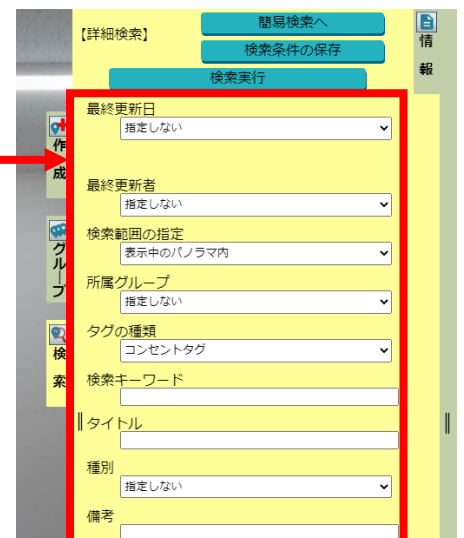 【詳細検索】
簡易検索へ
検索条件の保存
検索実行
情報
作成
グループ
検索
最終更新日
指定しない
最終更新者
指定しない
検索範囲の指定
表示中のパノラマ内
所属グループ
指定しない
タグの種類
コンセントタグ
検索キーワード
タイトル
種別
指定しない
備考